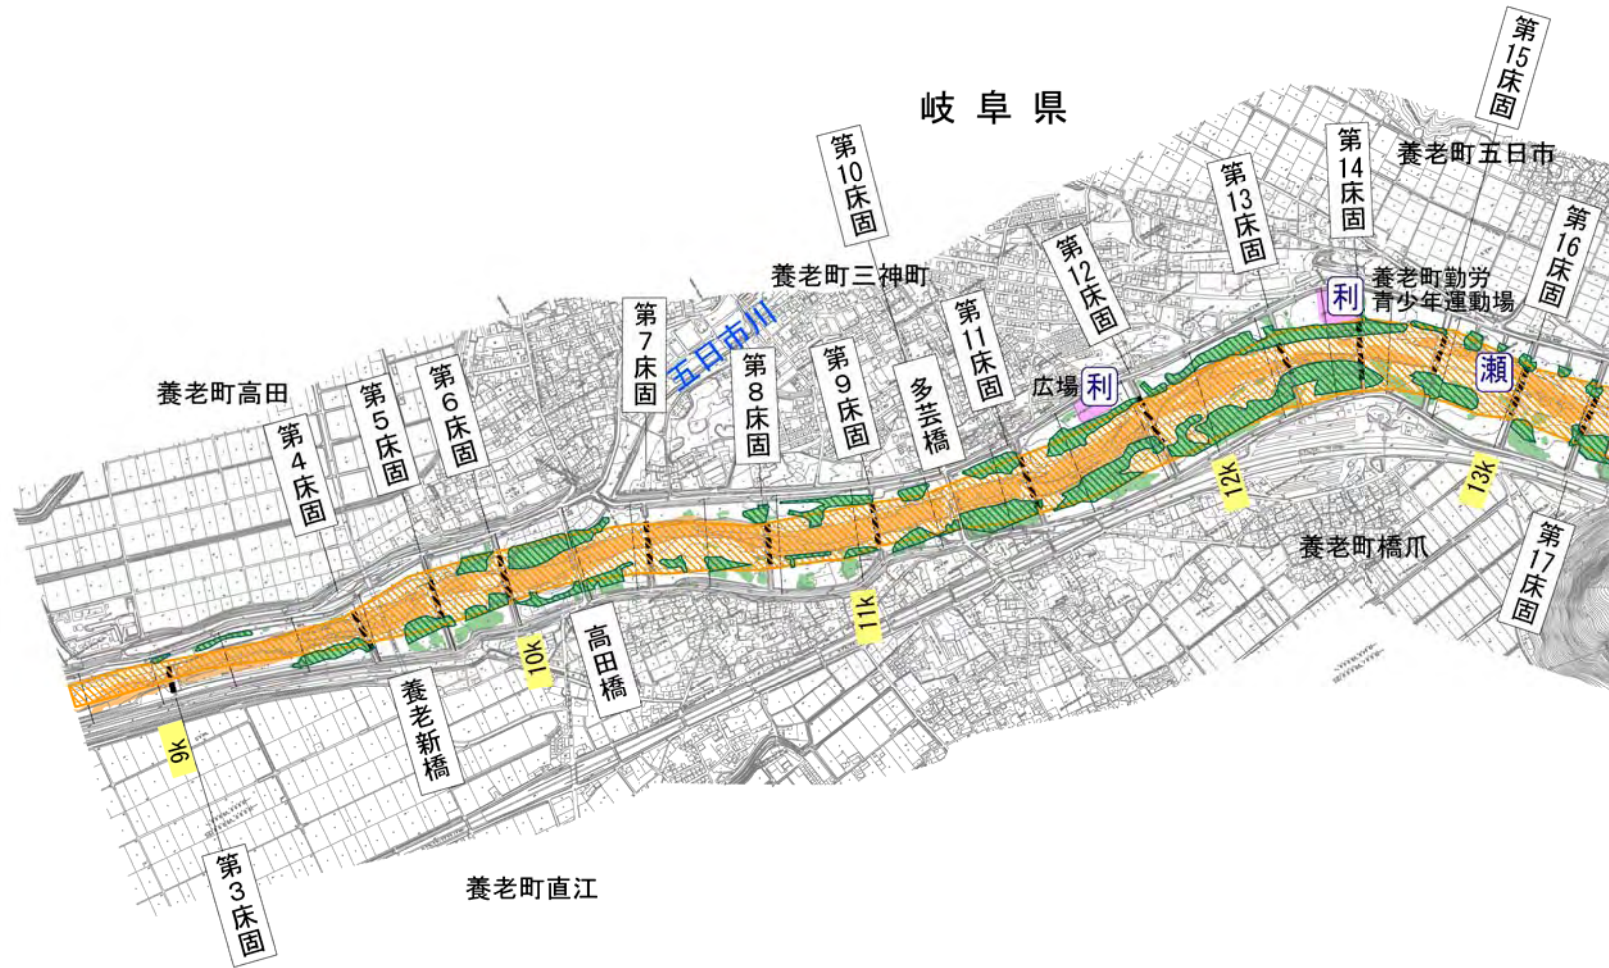 岐阜県
第15床固
養老町五日市
第14床固
第10床固
第13床固
第16床固
第12床固
養老町三神町
利
養老町勤労
青少年運動場
第11床固
第7床固
五日市川
第9床固
第8床固
多芸橋
広場
利
瀬
第6床固
第5床固
養老町高田
第4床固
12k
13k
養老町橋爪
第17床固
11k
10k
高田橋
養老新橋
9k
第3床固
養老町直江